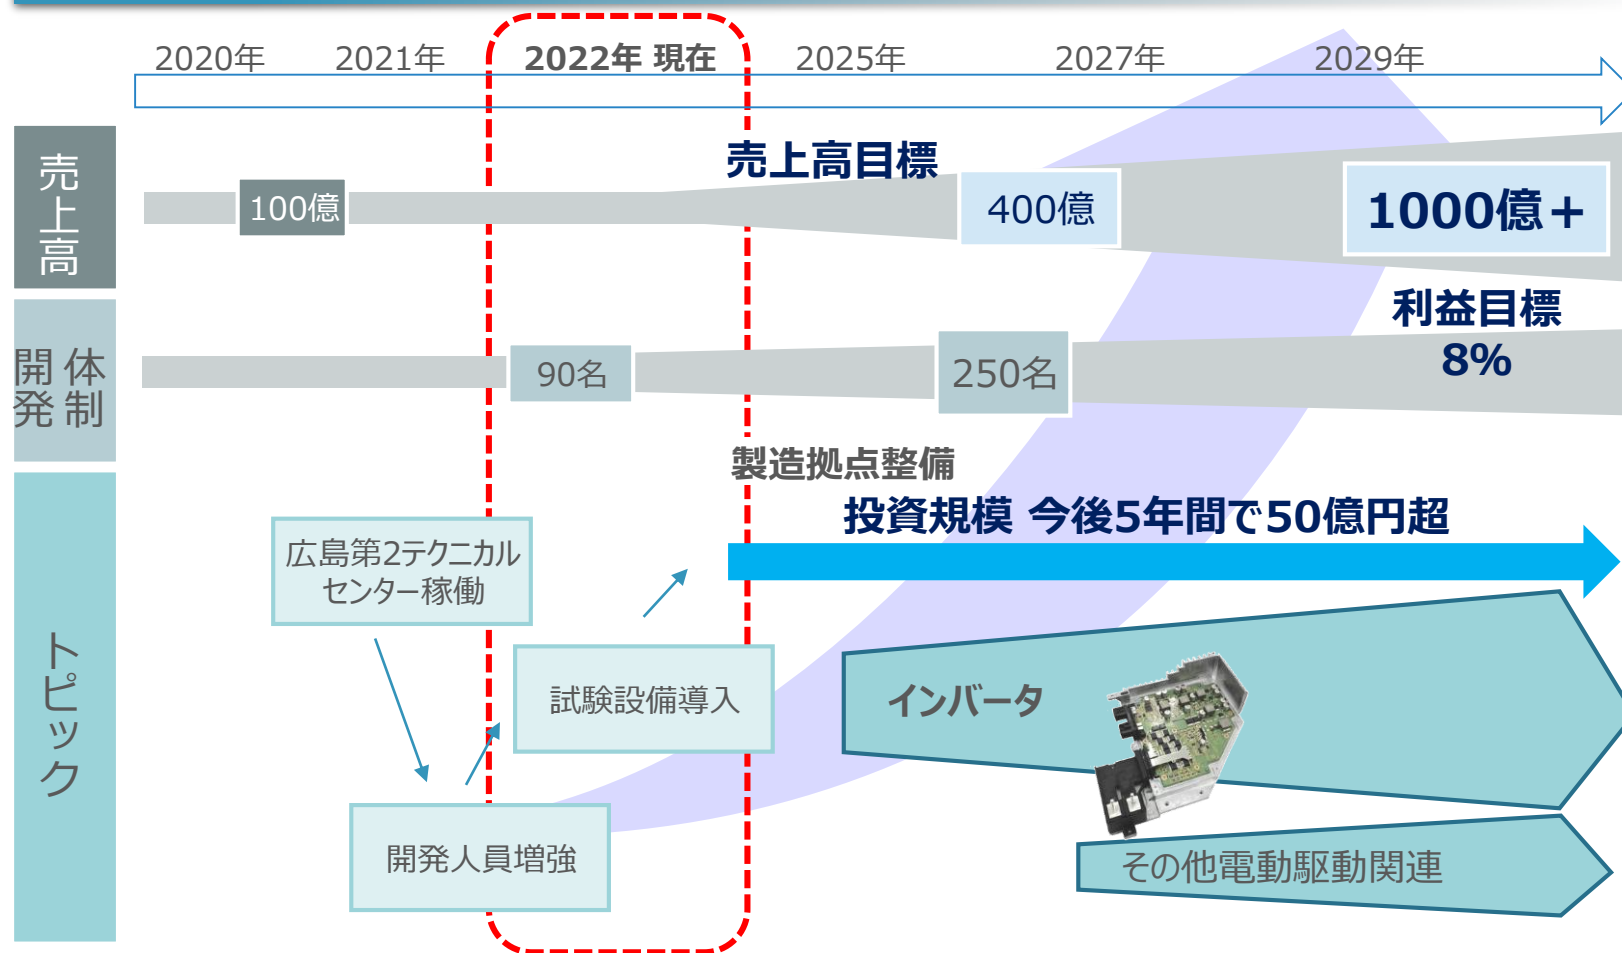 2020年
2021年
2022年 現在
2025年
2027年
2029年
売上高
100億
売上高目標
400億
1000億＋
利益目標
8%
開発
体制
90名
250名
トピック
製造拠点整備
投資規模 今後5年間で50億円超
広島第2テクニカル
センター稼働
試験設備導入
開発人員増強
インバータ
その他電動駆動関連